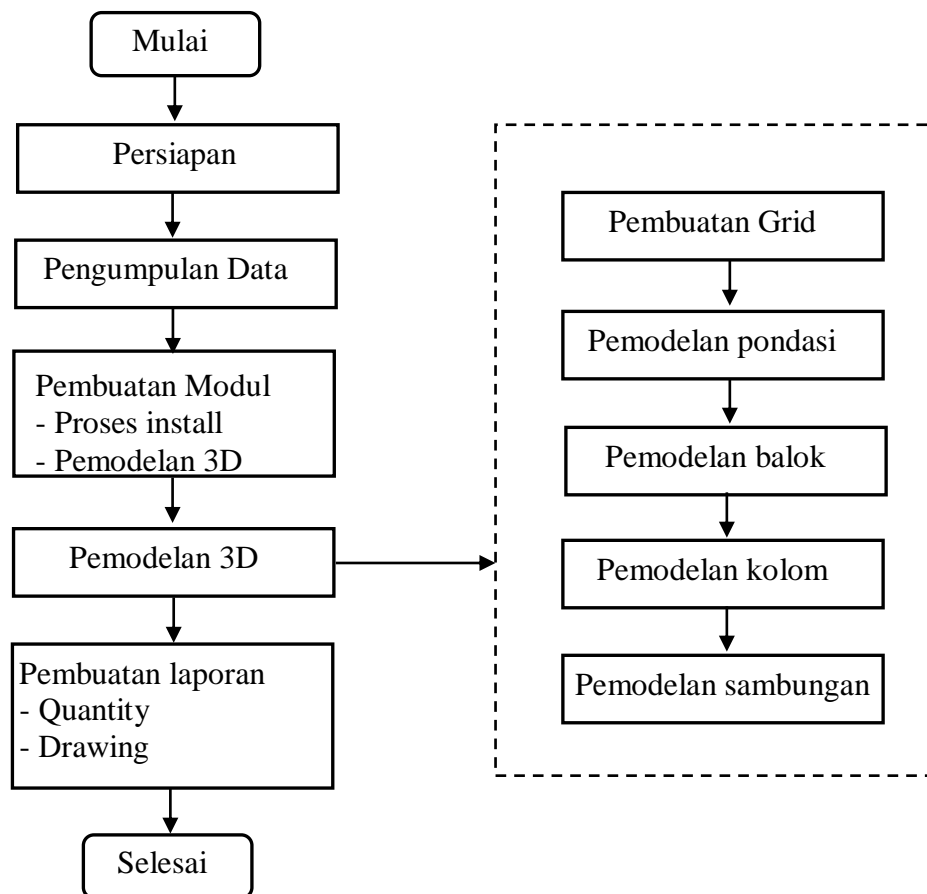 Mulai
Persiapan
Pengumpulan Data
Pembuatan Modul
- Proses install
- Pemodelan 3D
Pemodelan 3D
Pembuatan laporan
- Quantity
- Drawing
Selesai
Pembuatan Grid
Pemodelan pondasi
Pemodelan balok
Pemodelan kolom
Pemodelan sambungan